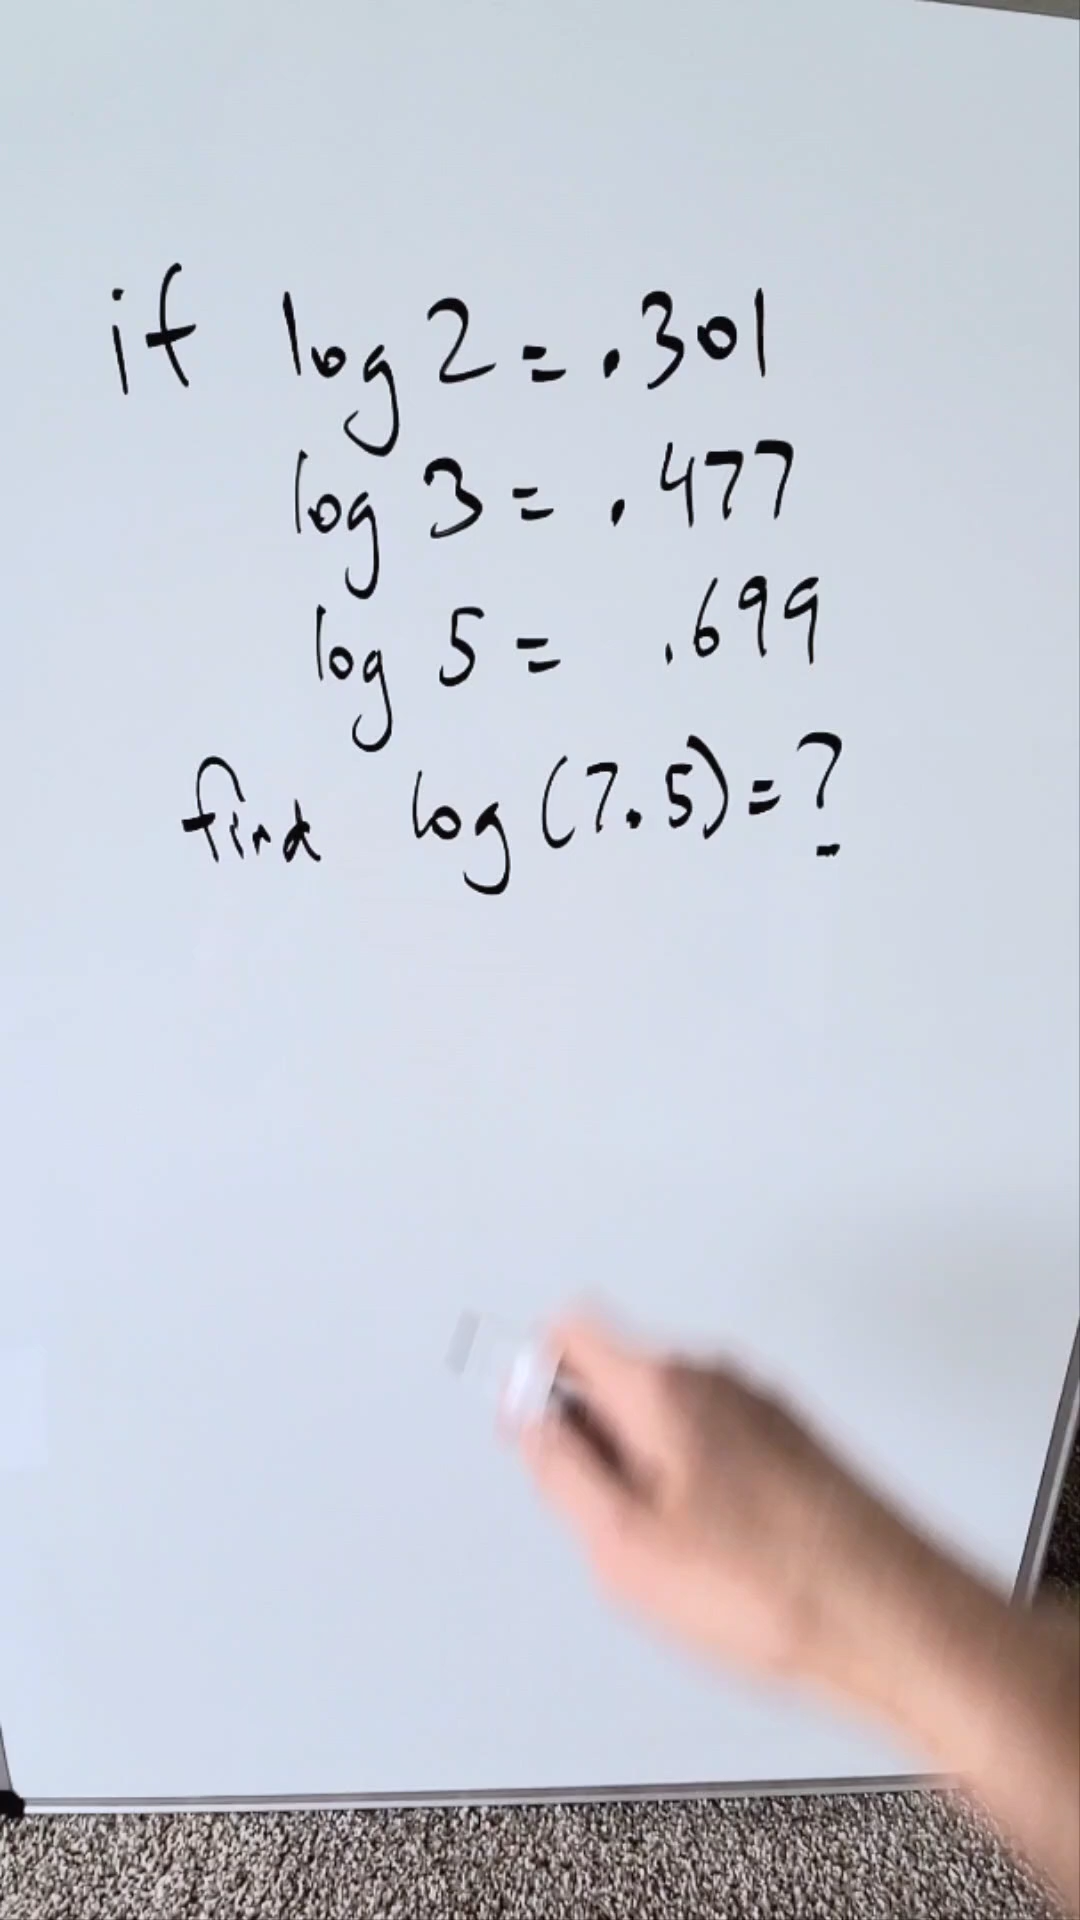 if log 2 = .301
log 3 = .477
log 5 = .699
find log (7.5) = ?